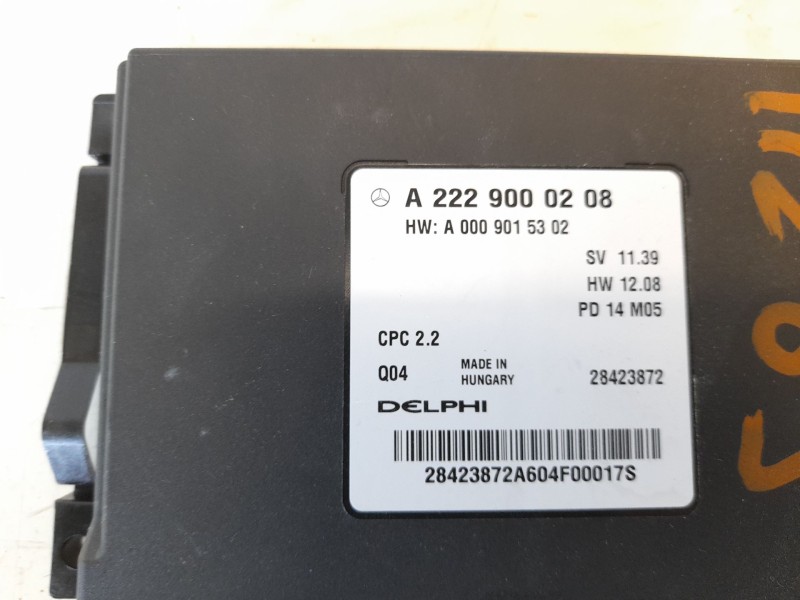 A 222 900 02 08
HW: A 000 901 53 02
SV 11.39
HW 12.08
PD 14 M05
CPC 2.2
Q04 MADE IN HUNGARY 28423872
DELPHI
28423872A604F00017S